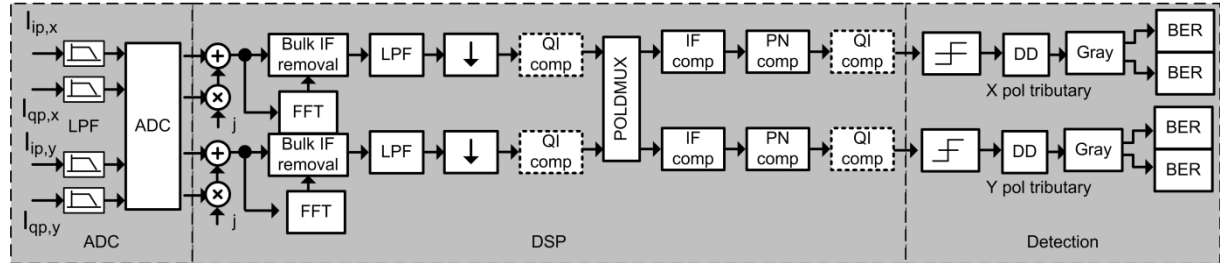 I_ip,x
I_qp,x
LPF
I_ip,y
I_qp,y
ADC
ADC
j
Bulk IF
removal
FFT
LPF
QI
comp
j
Bulk IF
removal
FFT
LPF
QI
comp
POLDMUX
IF
comp
PN
comp
QI
comp
IF
comp
PN
comp
QI
comp
DSP
DD
Gray
BER
BER
X pol tributary
DD
Gray
BER
BER
Y pol tributary
Detection